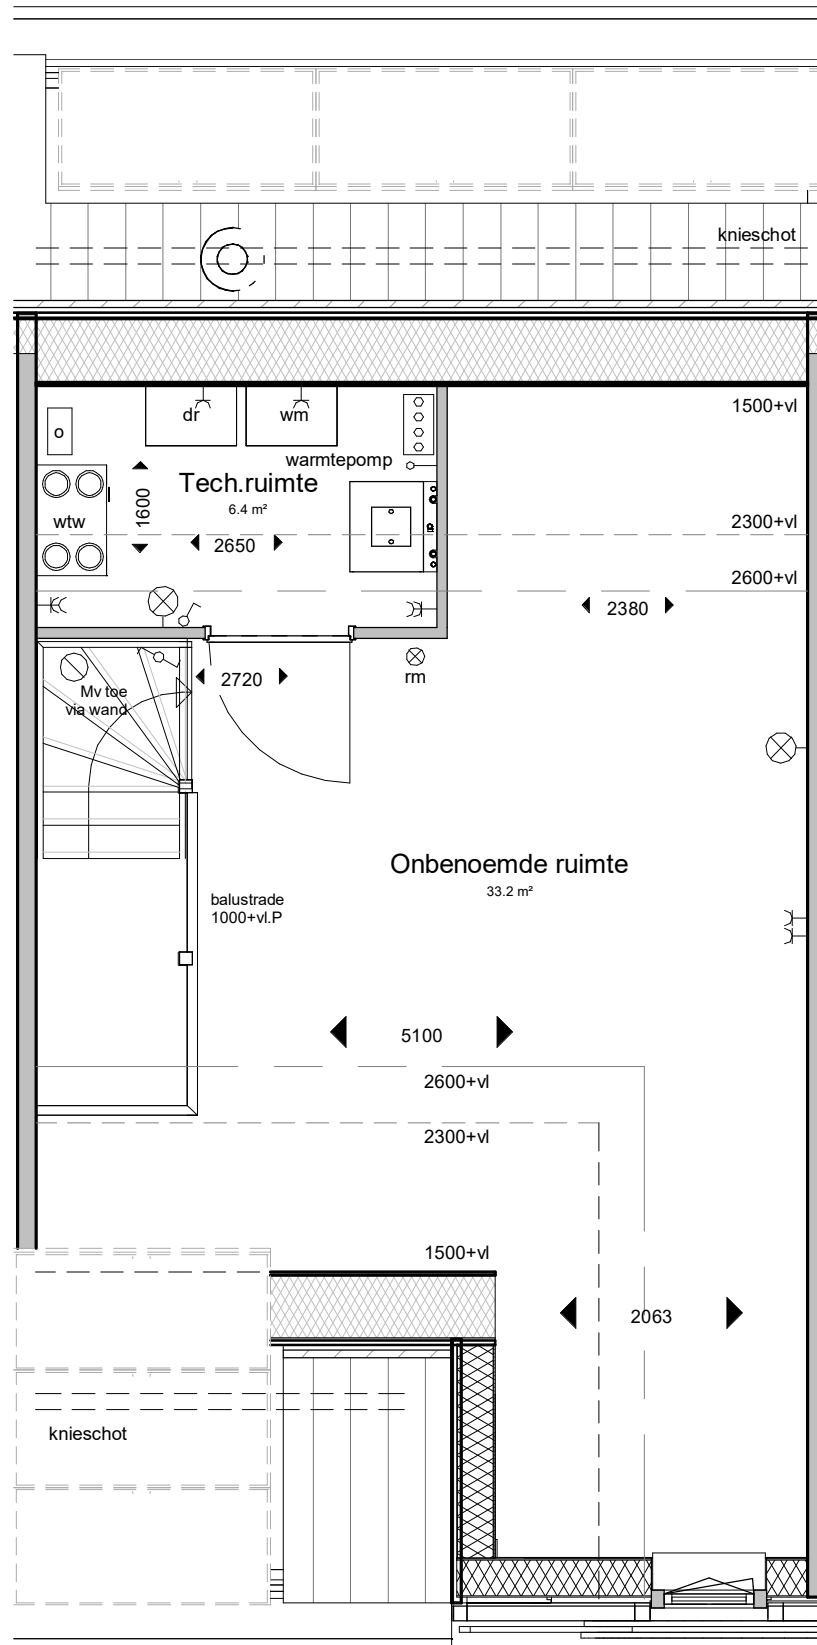 knieschot
1500+vl
dr
wm
o
warmtepomp
Tech.ruimte
6.4 m²
wtw
1600
2650
2300+vl
2600+vl
2380
rm
2720
Mv toe
via wand
Onbenoemde ruimte
33.2 m²
balustrade
1000+vl.P
5100
2600+vl
2300+vl
1500+vl
2063
knieschot